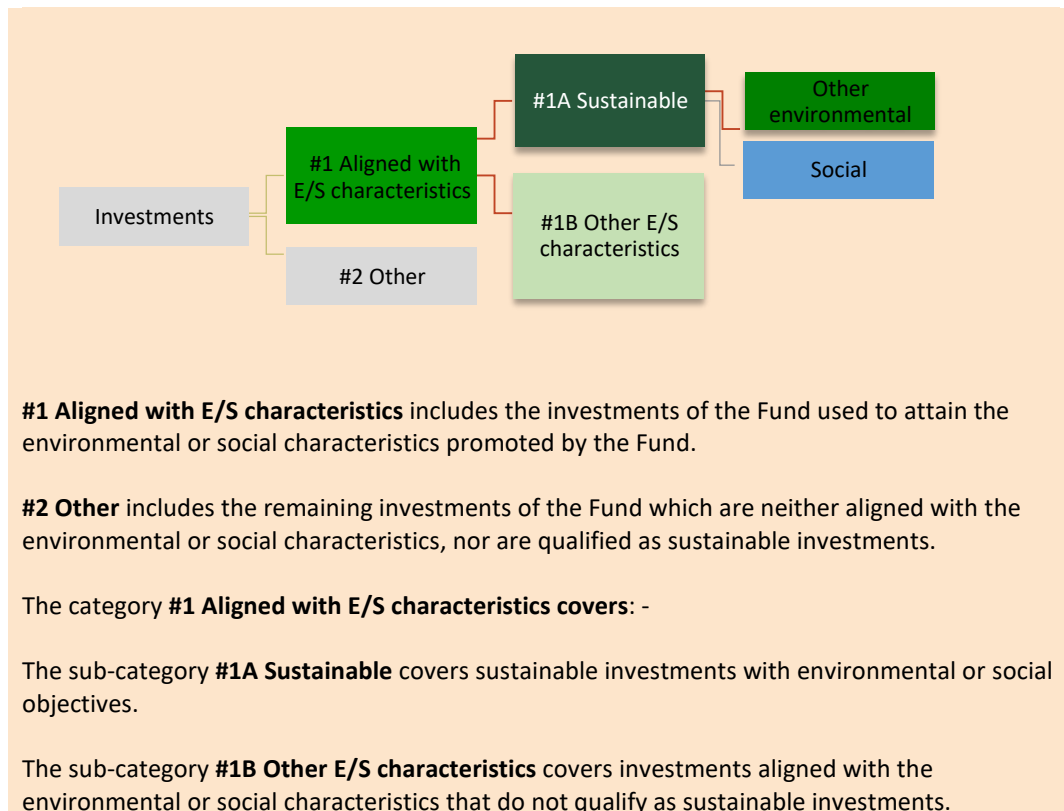 #1A Sustainable
Other
environmental
#1 Aligned with
E/S characteristics
Social
Investments
#1B Other E/S
characteristics
#2 Other
#1 Aligned with E/S characteristics includes the investments of the Fund used to attain the
environmental or social characteristics promoted by the Fund.
#2 Other includes the remaining investments of the Fund which are neither aligned with the
environmental or social characteristics, nor are qualified as sustainable investments.
The category #1 Aligned with E/S characteristics covers: -
The sub-category #1A Sustainable covers sustainable investments with environmental or social
objectives.
The sub-category #1B Other E/S characteristics covers investments aligned with the
environmental or social characteristics that do not qualify as sustainable investments.